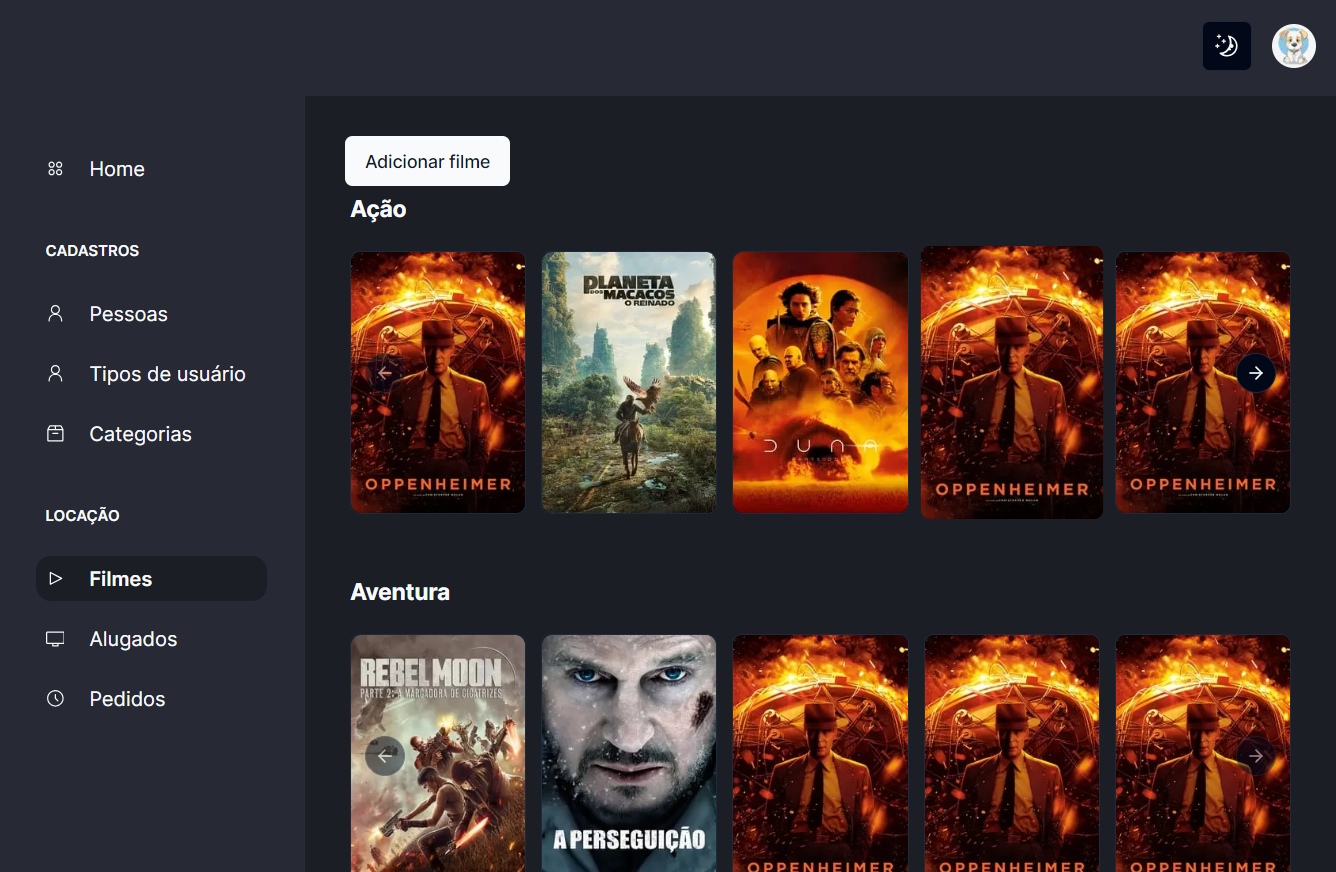 Home
CADASTROS
Pessoas
Tipos de usuário
Categorias
LOCAÇÃO
Filmes
Alugados
Pedidos
Adicionar filme
Ação
OPPENHEIMER
PLANETA
DOS MACACOS
O REINADO
DUNA
OPPENHEIMER
OPPENHEIMER
Aventura
REBEL MOON
PARTE 2: A MARCADORA DE CICATRIZES
A PERSEGUIÇÃO
OPPENHEIMER
OPPENHEIMER
OPPENHEIMER